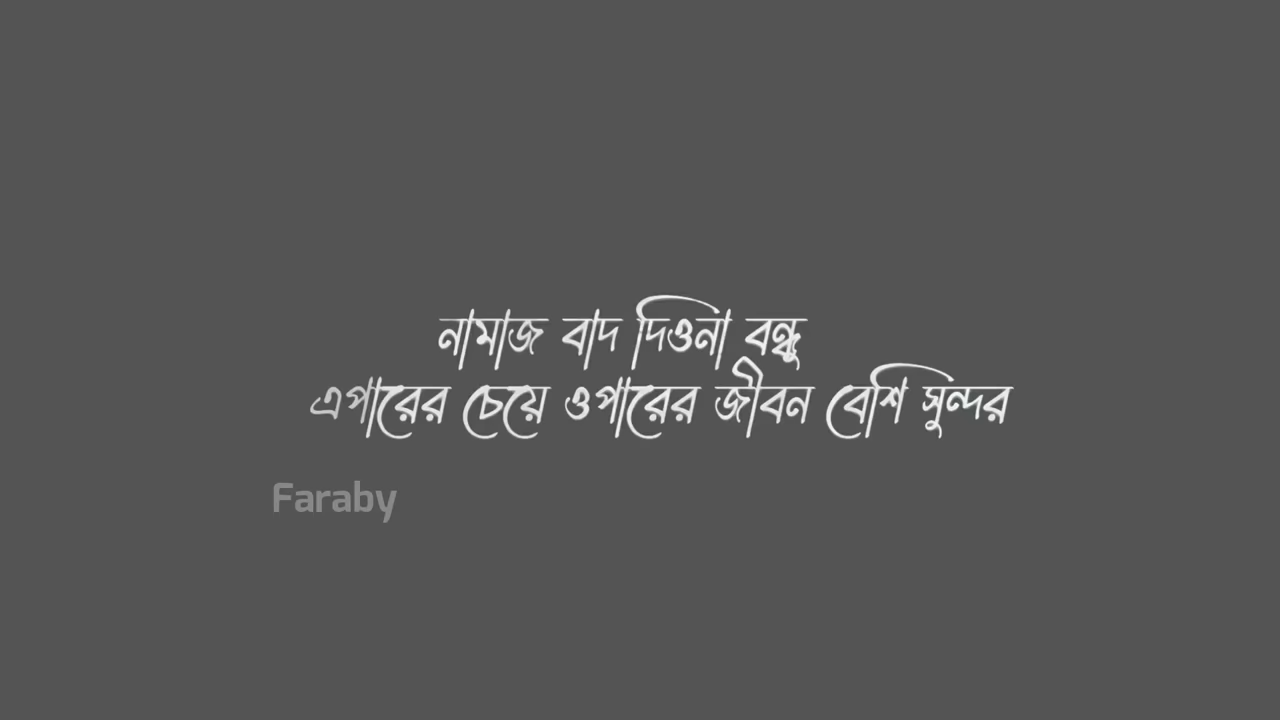 নামাজ বাদ দিওনা বন্ধু
এপারের চেয়ে ওপারের জীবন বেশি সুন্দর
Faraby